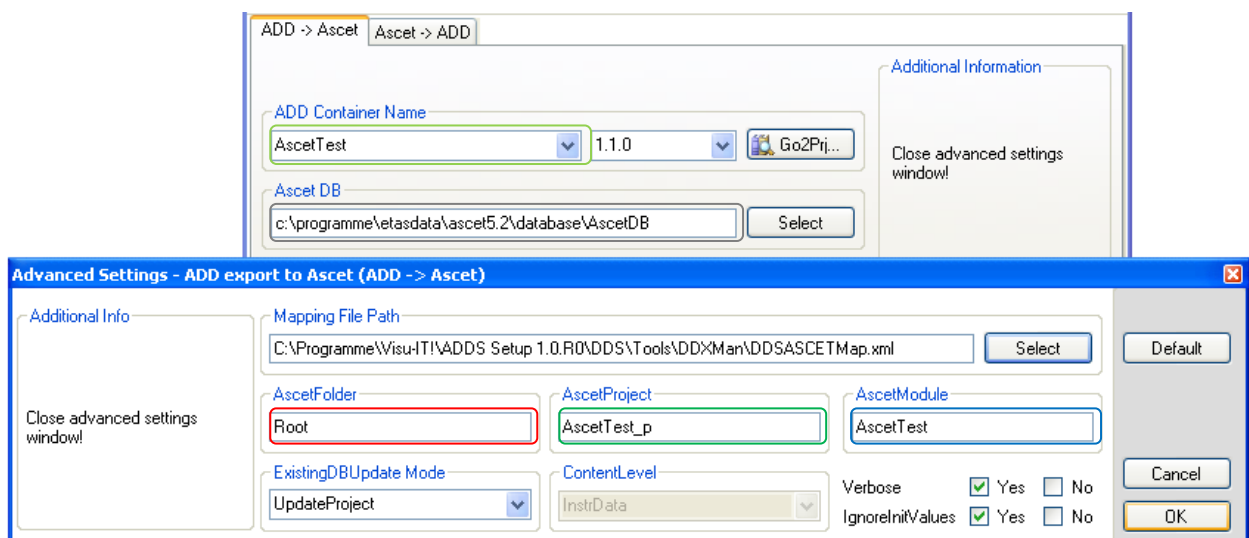 ADD -> Ascet Ascet -> ADD
Additional Information
ADD Container Name
AscetTest 1.1.0 Go2Prj...
Close advanced settings
window!
Ascet DB
c:\programme\etasdata\ascet5.2\database\AscetDB Select
Advanced Settings - ADD export to Ascet (ADD -> Ascet)
Additional Info
Mapping File Path
C:\Programme\Visu-IT!\ADDS Setup 1.0.R0\DDS\Tools\DDXMan\DDSASCETMap.xml Select Default
AscetFolder AscetProject AscetModule
Close advanced settings
window!
Root AscetTest_p AscetTest
ExistingDBUpdate Mode ContentLevel
UpdateProject InstrData
Verbose Yes No
IgnoreInitValues Yes No
Cancel
OK